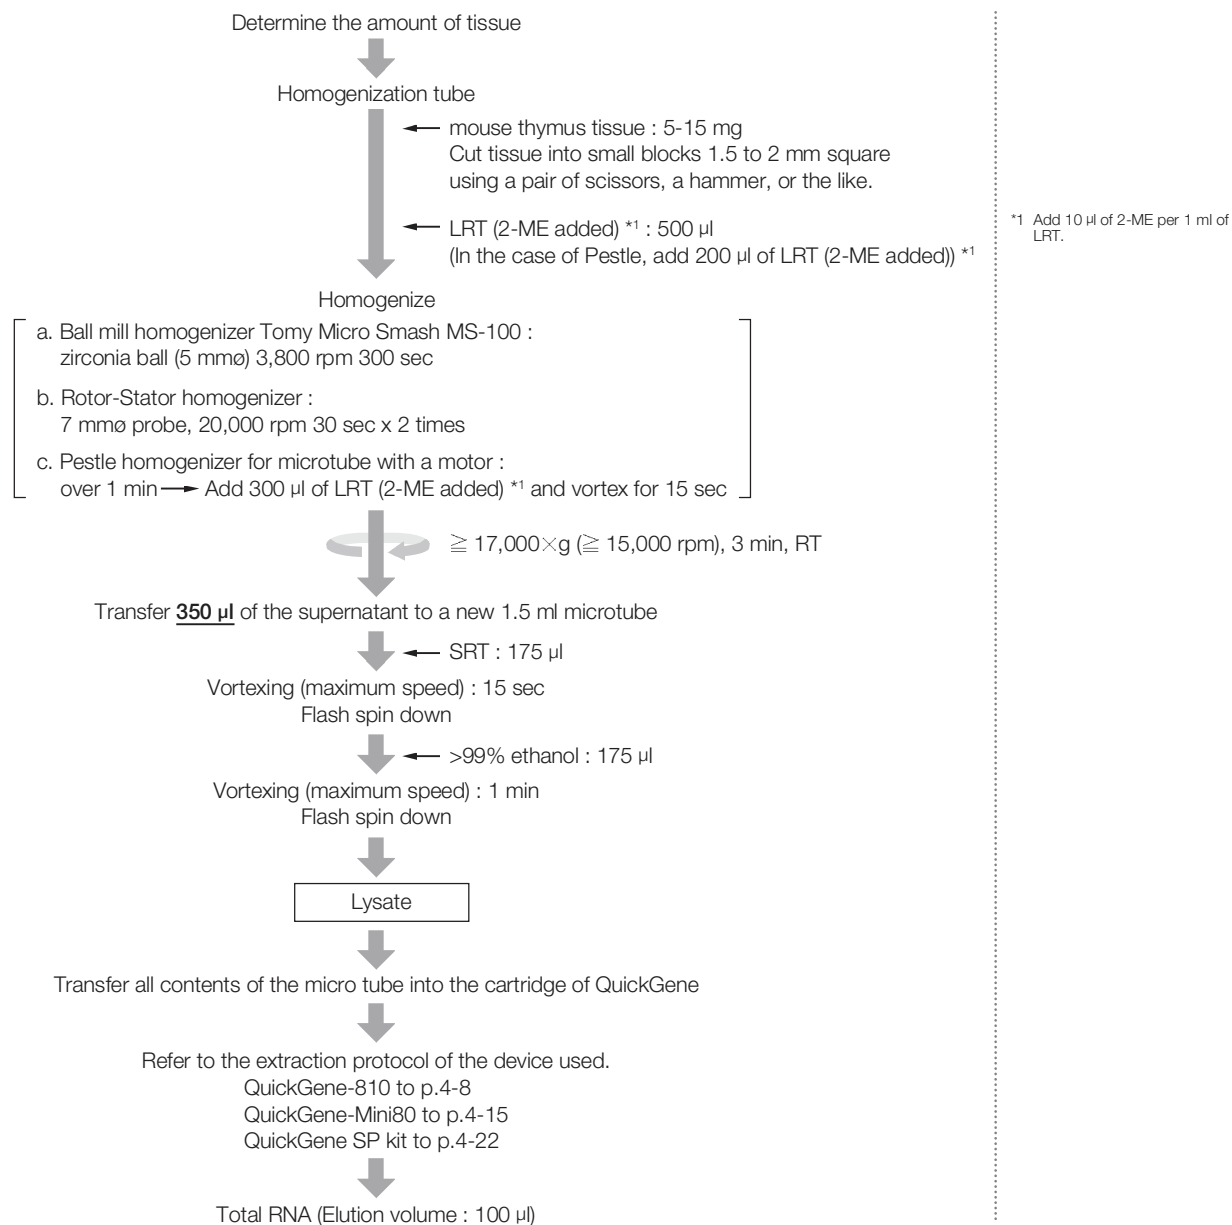 Determine the amount of tissue
Homogenization tube
mouse thymus tissue : 5-15 mg
Cut tissue into small blocks 1.5 to 2 mm square
using a pair of scissors, a hammer, or the like.
LRT (2-ME added) *1 : 500 µl
(In the case of Pestle, add 200 µl of LRT (2-ME added)) *1
*1 Add 10 µl of 2-ME per 1 ml of
LRT.
Homogenize
a. Ball mill homogenizer Tomy Micro Smash MS-100 :
zirconia ball (5 mmø) 3,800 rpm 300 sec
b. Rotor-Stator homogenizer :
7 mmø probe, 20,000 rpm 30 sec x 2 times
c. Pestle homogenizer for microtube with a motor :
over 1 min → Add 300 µl of LRT (2-ME added) *1 and vortex for 15 sec
≧ 17,000×g (≧ 15,000 rpm), 3 min, RT
Transfer 350 µl of the supernatant to a new 1.5 ml microtube
SRT : 175 µl
Vortexing (maximum speed) : 15 sec
Flash spin down
>99% ethanol : 175 µl
Vortexing (maximum speed) : 1 min
Flash spin down
Lysate
Transfer all contents of the micro tube into the cartridge of QuickGene
Refer to the extraction protocol of the device used.
QuickGene-810 to p.4-8
QuickGene-Mini80 to p.4-15
QuickGene SP kit to p.4-22
Total RNA (Elution volume : 100 µl)